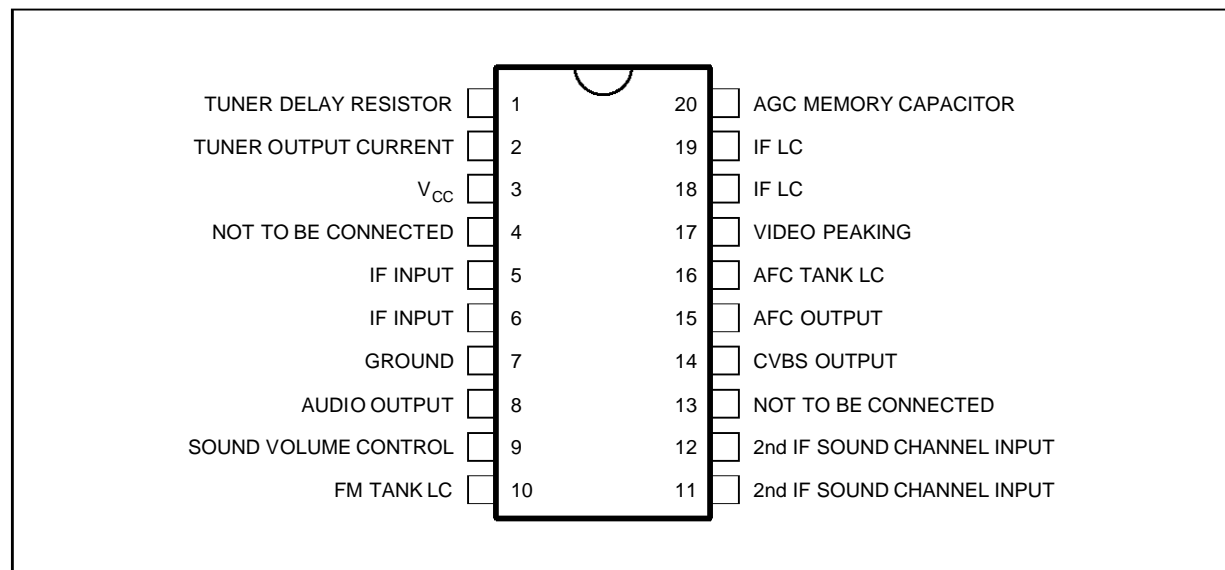 TUNER DELAY RESISTOR 1 20 AGC MEMORY CAPACITOR
TUNER OUTPUT CURRENT 2 19 IF LC
VCC 3 18 IF LC
NOT TO BE CONNECTED 4 17 VIDEO PEAKING
IF INPUT 5 16 AFC TANK LC
IF INPUT 6 15 AFC OUTPUT
GROUND 7 14 CVBS OUTPUT
AUDIO OUTPUT 8 13 NOT TO BE CONNECTED
SOUND VOLUME CONTROL 9 12 2nd IF SOUND CHANNEL INPUT
FM TANK LC 10 11 2nd IF SOUND CHANNEL INPUT